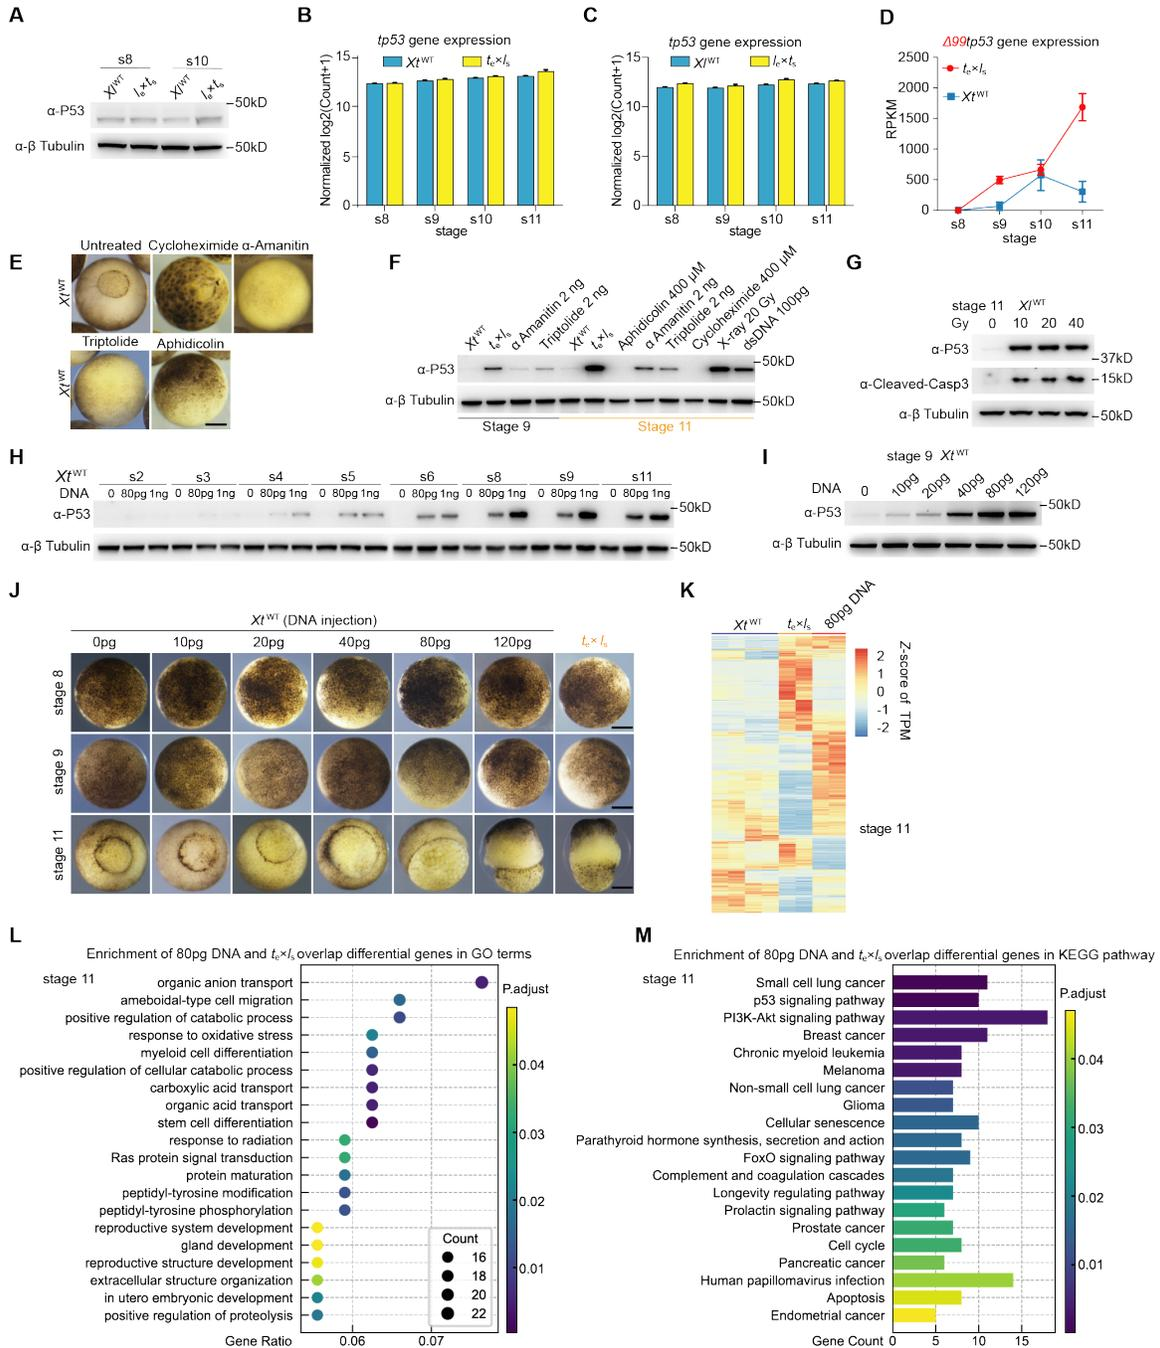 A
s8 s10
Xl WT le×ts Xl WT le×ts
α-P53
50kD
α-β Tubulin
50kD
B
tp53 gene expression
Xt WT te×ls
Normalized log2(Count+1)
15
10
5
0
s8 s9 s10 s11
stage
C
tp53 gene expression
Xl WT le×ts
Normalized log2(Count+1)
15
10
5
0
s8 s9 s10 s11
stage
D
Δ99tp53 gene expression
te×ls
Xt WT
RPKM
2500
2000
1500
1000
500
0
s8 s9 s10 s11
stage
E
Untreated Cycloheximide α-Amanitin
Xt WT
Triptolide Aphidicolin
Xt WT
F
Xt WT te×ls α Amanitin 2 ng Triptolide 2 ng Xt WT te×ls Aphidicolin 400 µM α Amanitin 2 ng Triptolide 2 ng Cycloheximide 400 µM X-ray 20 Gy dsDNA 100pg
α-P53
50kD
α-β Tubulin
50kD
Stage 9 Stage 11
G
stage 11 Xl WT
Gy 0 10 20 40
α-P53
37kD
α-Cleaved-Casp3
15kD
α-β Tubulin
50kD
H
Xt WT s2 s3 s4 s5 s6 s8 s9 s11
DNA 0 80pg 1ng 0 80pg 1ng 0 80pg 1ng 0 80pg 1ng 0 80pg 1ng 0 80pg 1ng 0 80pg 1ng 0 80pg 1ng
α-P53
50kD
α-β Tubulin
50kD
I
stage 9 Xt WT
DNA 0 10pg 20pg 40pg 80pg 120pg
α-P53
50kD
α-β Tubulin
50kD
J
Xt WT (DNA injection)
0pg 10pg 20pg 40pg 80pg 120pg te× ls
stage 8
stage 9
stage 11
K
Xt WT te×ls 80pg DNA
2
1
0
-1
-2
Z-score of TPM
stage 11
L
Enrichment of 80pg DNA and te×ls overlap differential genes in GO terms
stage 11
organic anion transport
ameboidal-type cell migration
positive regulation of catabolic process
response to oxidative stress
myeloid cell differentiation
positive regulation of cellular catabolic process
carboxylic acid transport
organic acid transport
stem cell differentiation
response to radiation
Ras protein signal transduction
protein maturation
peptidyl-tyrosine modification
peptidyl-tyrosine phosphorylation
reproductive system development
gland development
reproductive structure development
extracellular structure organization
in utero embryonic development
positive regulation of proteolysis
Gene Ratio 0.06 0.07
Count
16
18
20
22
P.adjust
0.04
0.03
0.02
0.01
M
Enrichment of 80pg DNA and te×ls overlap differential genes in KEGG pathway
stage 11
Small cell lung cancer
p53 signaling pathway
PI3K-Akt signaling pathway
Breast cancer
Chronic myeloid leukemia
Melanoma
Non-small cell lung cancer
Glioma
Cellular senescence
Parathyroid hormone synthesis, secretion and action
FoxO signaling pathway
Complement and coagulation cascades
Longevity regulating pathway
Prolactin signaling pathway
Prostate cancer
Cell cycle
Pancreatic cancer
Human papillomavirus infection
Apoptosis
Endometrial cancer
Gene Count 0 5 10 15
P.adjust
0.04
0.03
0.02
0.01